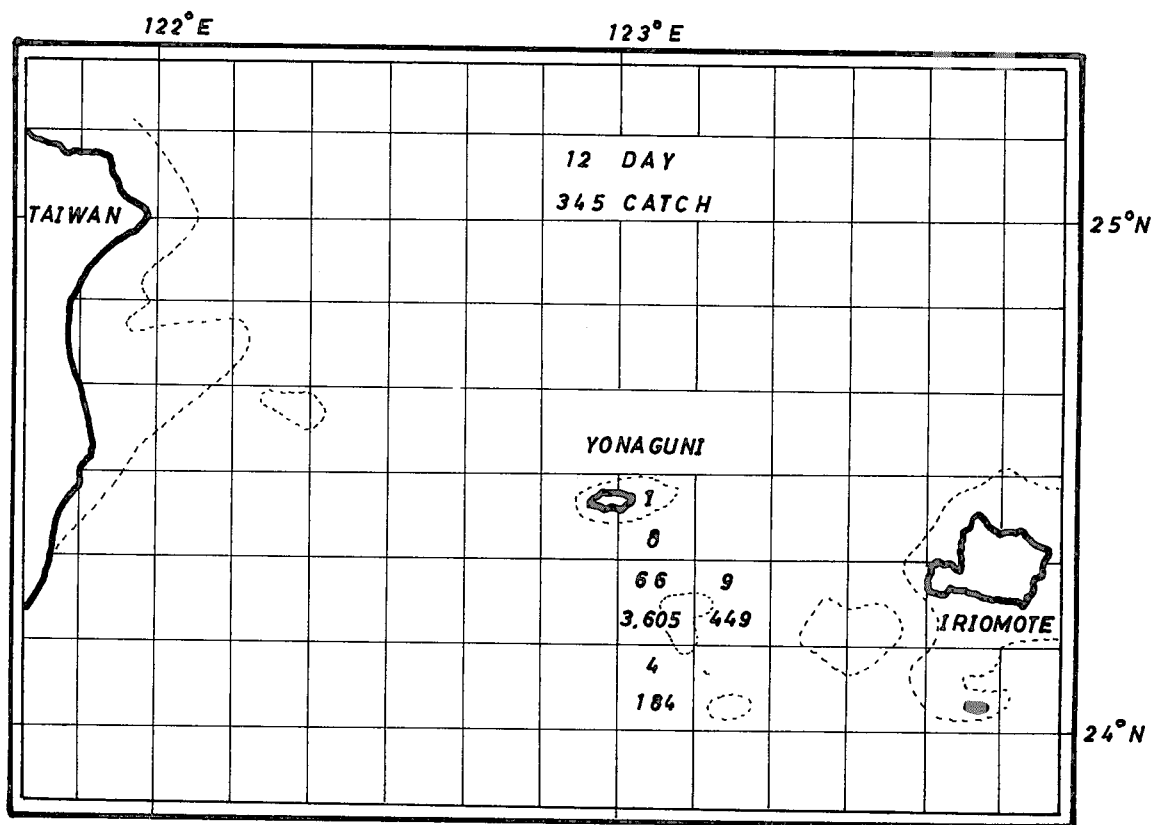 122°E
123°E
12 DAY
345 CATCH
TAIWAN
25°N
YONAGUNI
1
8
66 9
3,605 449
IRIOMOTE
4
184
24°N